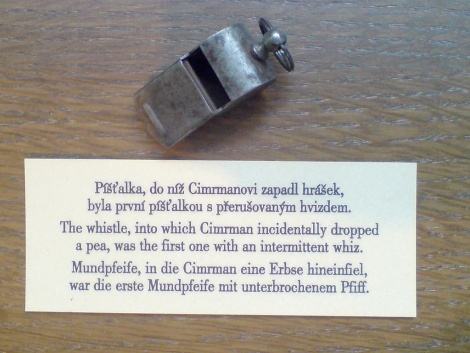 Píšťalka, do níž Cimrmanovi zapadl hrášek,
byla první píšťalkou s přerušovaným hvizdem.
The whistle, into which Cimrman incidentally dropped
a pea, was the first one with an intermittent whiz.
Mundpfeife, in die Cimrman eine Erbse hineinfiel,
war die erste Mundpfeife mit unterbrochenem Pfiff.